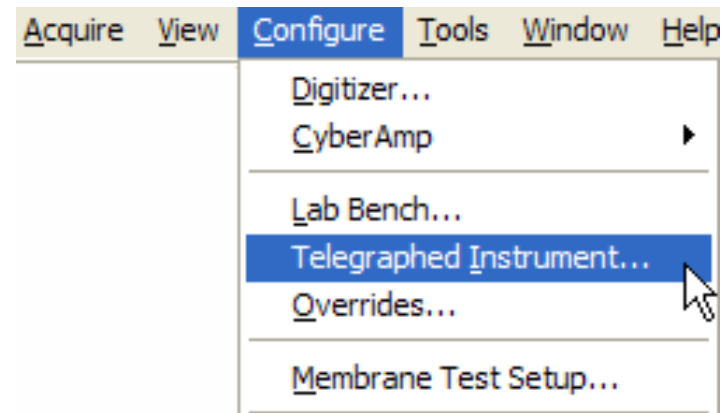 Acquire View Configure Tools Window Help
Digitizer...
CyberAmp
Lab Bench...
Telegraphed Instrument...
Overrides...
Membrane Test Setup...